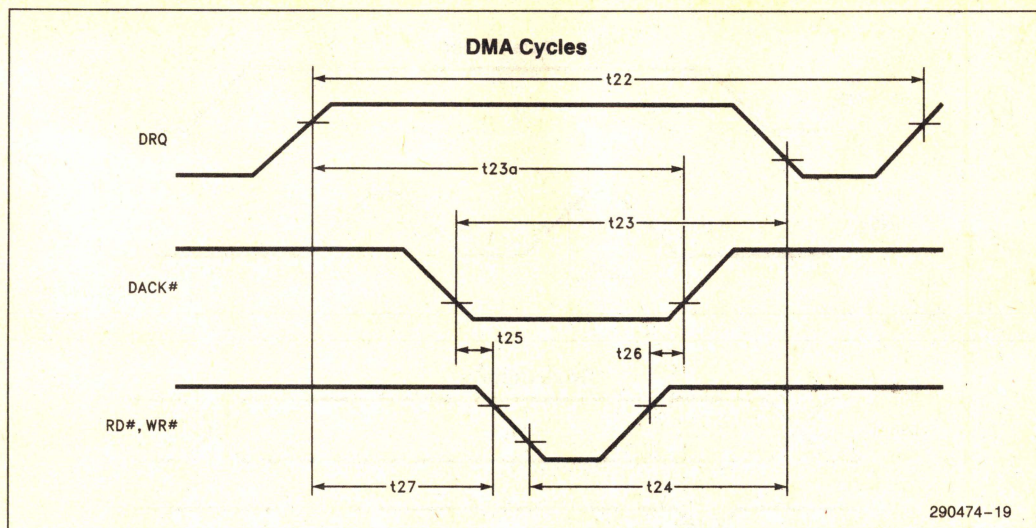 DMA Cycles
t22
DRQ
t23a
t23
DACK#
t25
t26
RD#, WR#
t27
t24
290474-19